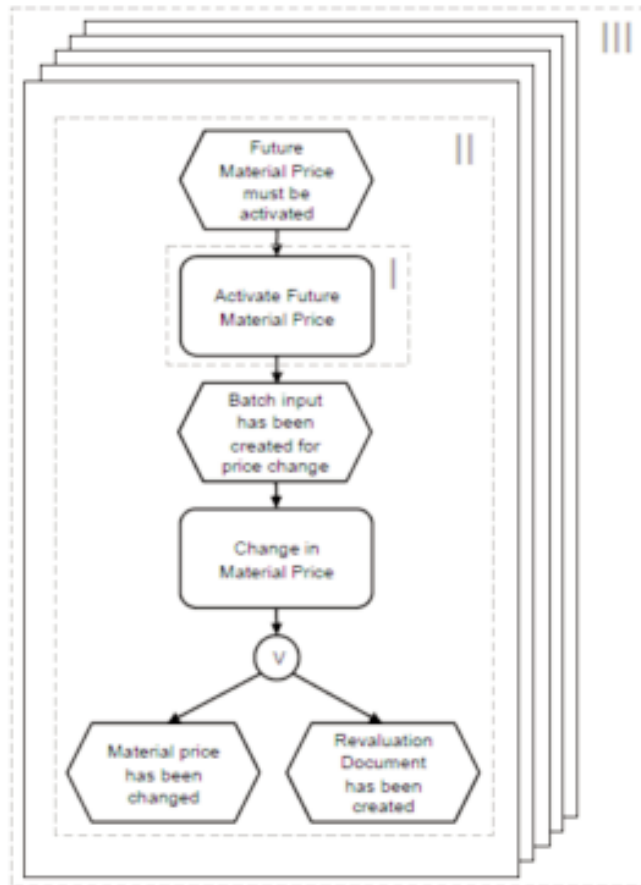 III
II
Future
Material Price
must be
activated
I
Activate Future
Material Price
Batch input
has been
created for
price change
Change in
Material Price
V
Material price
has been
changed
Revaluation
Document
has been
created